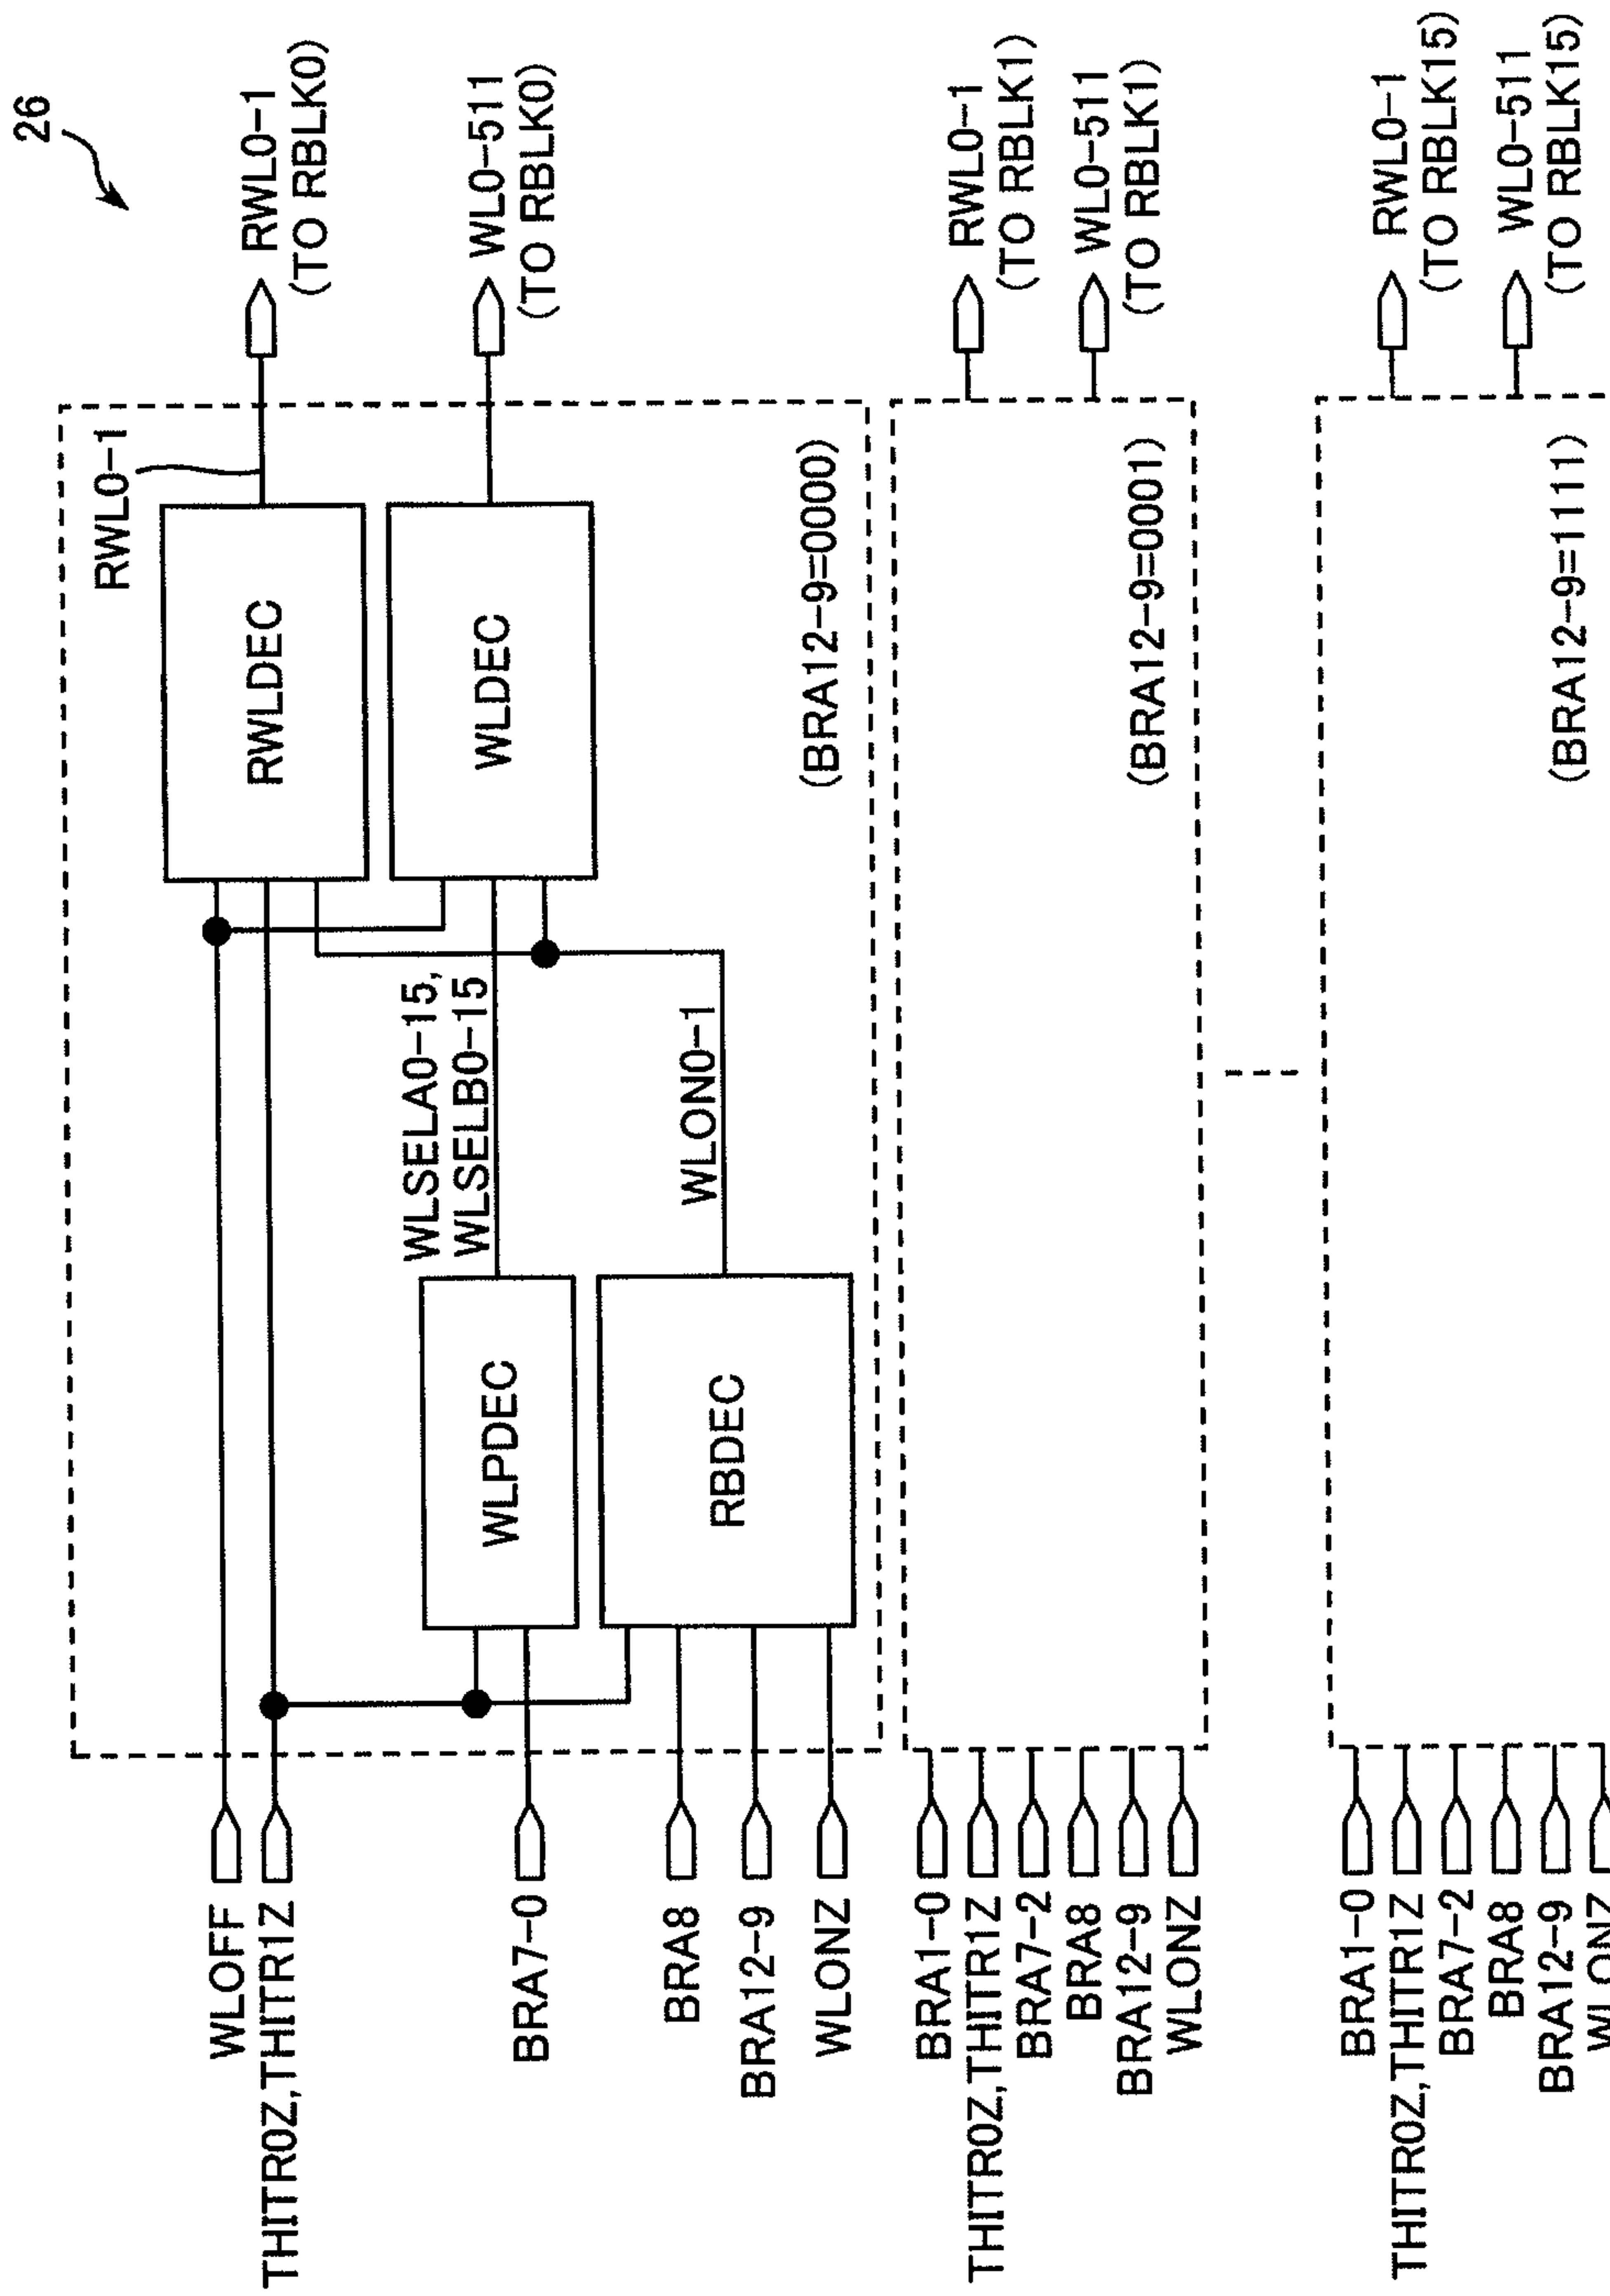 26
WLOFF
THITR0Z,THITR1Z
BRA7-0
BRA8
BRA12-9
WLONZ
WLPDEC
RBDEC
WLSELA0-15,
WLSELB0-15
WLON0-1
RWLDEC
WLDEC
RWL0-1
(BRA12-9=0000)
RWL0-1
(TO RBLK0)
WL0-511
(TO RBLK0)
BRA1-0
THITR0Z,THITR1Z
BRA7-2
BRA8
BRA12-9
WLONZ
(BRA12-9=0001)
RWL0-1
(TO RBLK1)
WL0-511
(TO RBLK1)
BRA1-0
THITR0Z,THITR1Z
BRA7-2
BRA8
BRA12-9
WLONZ
(BRA12-9=1111)
RWL0-1
(TO RBLK15)
WL0-511
(TO RBLK15)